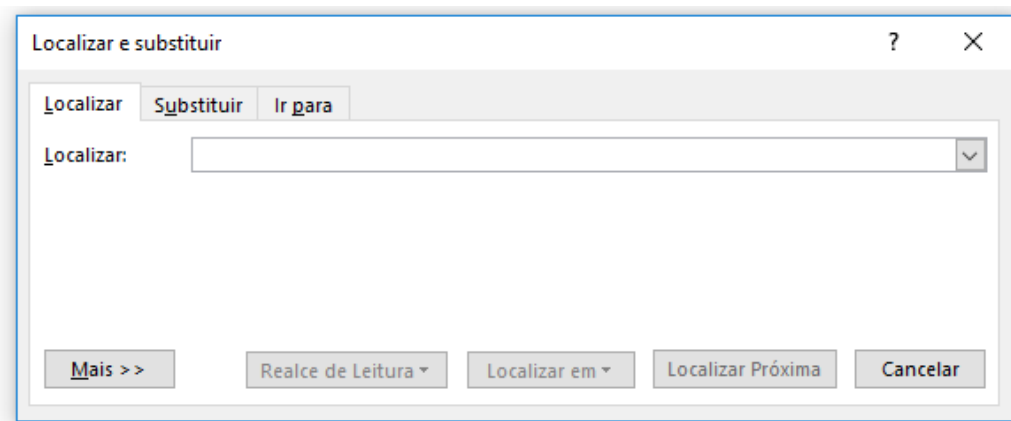 Localizar e substituir ? ×
Localizar Substituir Ir para
Localizar:
Mais >> Realce de Leitura Localizar em Localizar Próxima Cancelar